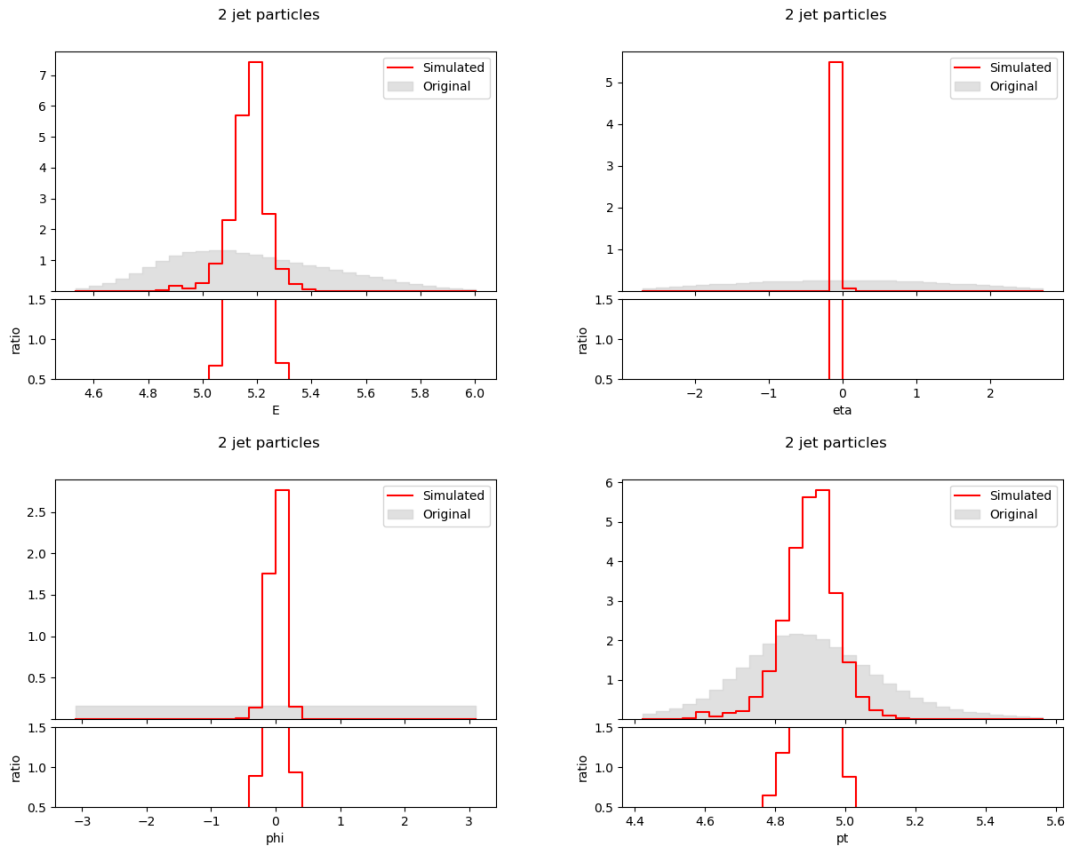 2 jet particles
7
6
5
4
3
2
1
Simulated
Original
1.5
1.0
0.5
ratio
4.6 4.8 5.0 5.2 5.4 5.6 5.8 6.0
E
2 jet particles
5
4
3
2
1
Simulated
Original
1.5
1.0
0.5
ratio
−2 −1 0 1 2
eta
2 jet particles
2.5
2.0
1.5
1.0
0.5
Simulated
Original
1.5
1.0
0.5
ratio
−3 −2 −1 0 1 2 3
phi
2 jet particles
6
5
4
3
2
1
0
Simulated
Original
1.5
1.0
0.5
ratio
4.4 4.6 4.8 5.0 5.2 5.4 5.6
pt